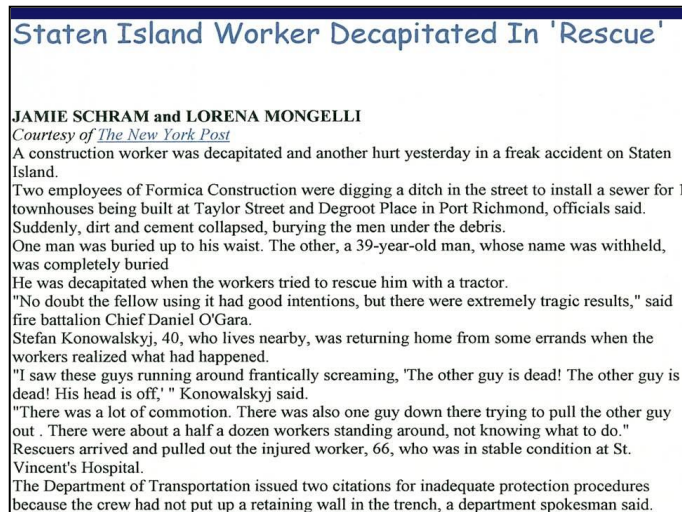 Staten Island Worker Decapitated In 'Rescue'
JAMIE SCHRAM and LORENA MONGELLI
Courtesy of The New York Post
A construction worker was decapitated and another hurt yesterday in a freak accident on Staten
Island.
Two employees of Formica Construction were digging a ditch in the street to install a sewer for
townhouses being built at Taylor Street and Degroot Place in Port Richmond, officials said.
Suddenly, dirt and cement collapsed, burying the men under the debris.
One man was buried up to his waist. The other, a 39-year-old man, whose name was withheld,
was completely buried
He was decapitated when the workers tried to rescue him with a tractor.
"No doubt the fellow using it had good intentions, but there were extremely tragic results," said
fire battalion Chief Daniel O'Gara.
Stefan Konowalskyj, 40, who lives nearby, was returning home from some errands when the
workers realized what had happened.
"I saw these guys running around frantically screaming, 'The other guy is dead! The other guy is
dead! His head is off,' " Konowalskyj said.
"There was a lot of commotion. There was also one guy down there trying to pull the other guy
out . There were about a half a dozen workers standing around, not knowing what to do."
Rescuers arrived and pulled out the injured worker, 66, who was in stable condition at St.
Vincent's Hospital.
The Department of Transportation issued two citations for inadequate protection procedures
because the crew had not put up a retaining wall in the trench, a department spokesman said.